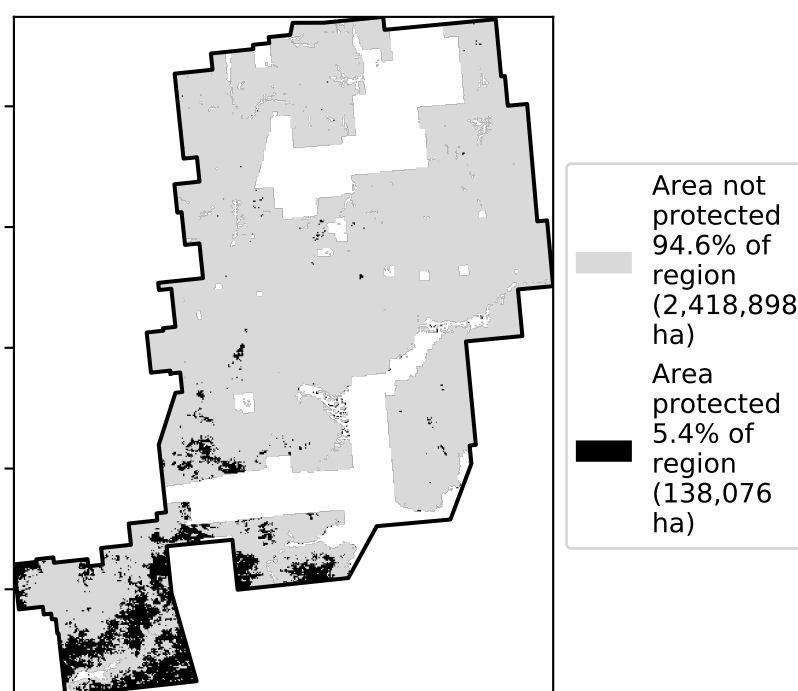 Area not
protected
94.6% of
region
(2,418,898
ha)
Area
protected
5.4% of
region
(138,076
ha)